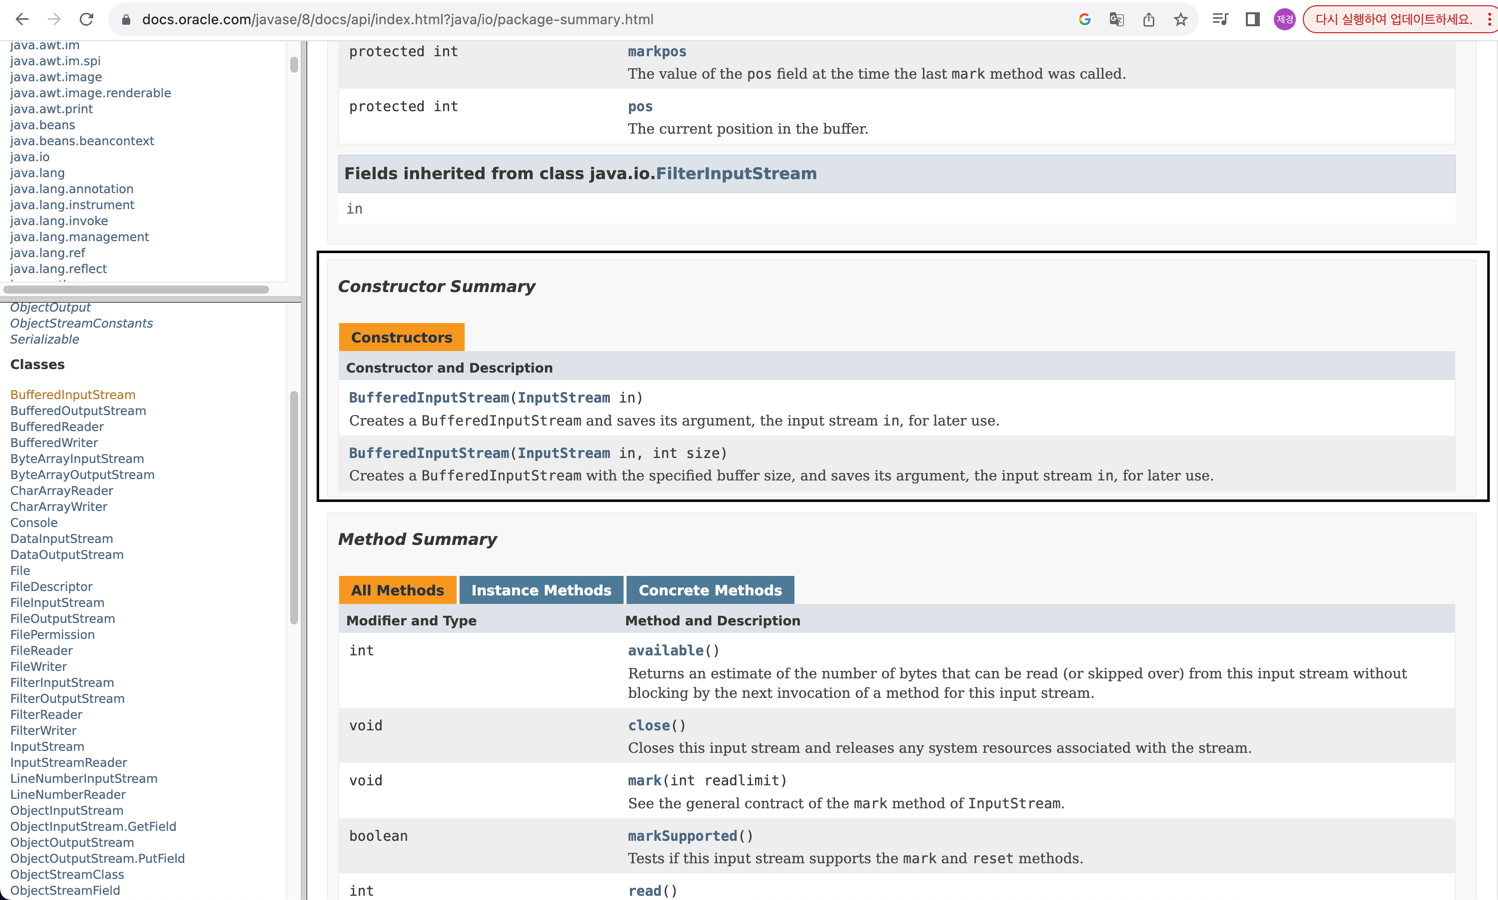 docs.oracle.com/javase/8/docs/api/index.html?java/io/package-summary.html
제경
다시 실행하여 업데이트하세요.
java.awt.im
java.awt.im.spi
java.awt.image
java.awt.image.renderable
java.awt.print
java.beans
java.beans.beancontext
java.io
java.lang
java.lang.annotation
java.lang.instrument
java.lang.invoke
java.lang.management
java.lang.ref
java.lang.reflect
ObjectOutput
ObjectStreamConstants
Serializable
Classes
BufferedInputStream
BufferedOutputStream
BufferedReader
BufferedWriter
ByteArrayInputStream
ByteArrayOutputStream
CharArrayReader
CharArrayWriter
Console
DataInputStream
DataOutputStream
File
FileDescriptor
FileInputStream
FileOutputStream
FilePermission
FileReader
FileWriter
FilterInputStream
FilterOutputStream
FilterReader
FilterWriter
InputStream
InputStreamReader
LineNumberInputStream
LineNumberReader
ObjectInputStream
ObjectInputStream.GetField
ObjectOutputStream
ObjectOutputStream.PutField
ObjectStreamClass
ObjectStreamField
protected int markpos
The value of the pos field at the time the last mark method was called.
protected int pos
The current position in the buffer.
Fields inherited from class java.io.FilterInputStream
in
Constructor Summary
Constructors
Constructor and Description
BufferedInputStream(InputStream in)
Creates a BufferedInputStream and saves its argument, the input stream in, for later use.
BufferedInputStream(InputStream in, int size)
Creates a BufferedInputStream with the specified buffer size, and saves its argument, the input stream in, for later use.
Method Summary
All Methods Instance Methods Concrete Methods
Modifier and Type Method and Description
int available()
Returns an estimate of the number of bytes that can be read (or skipped over) from this input stream without
blocking by the next invocation of a method for this input stream.
void close()
Closes this input stream and releases any system resources associated with the stream.
void mark(int readlimit)
See the general contract of the mark method of InputStream.
boolean markSupported()
Tests if this input stream supports the mark and reset methods.
int read()